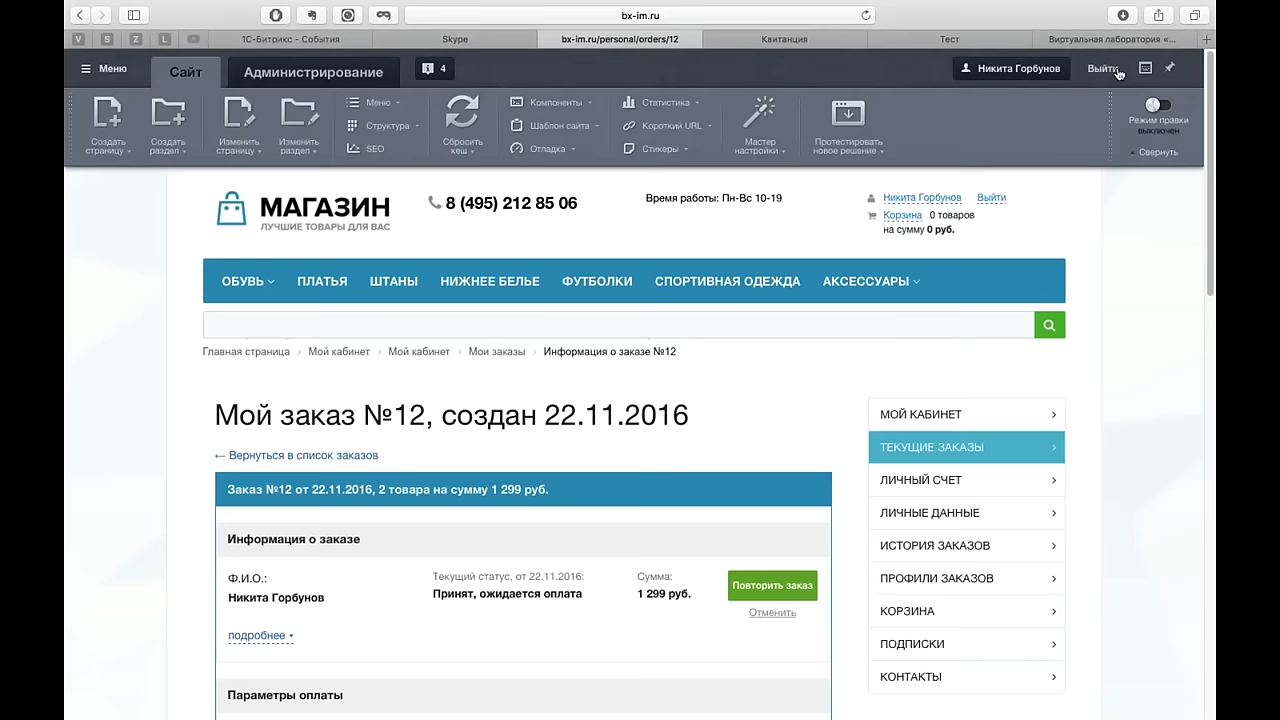 bx-im.ru
V S Z L 1С-Битрикс - События Skype bx-im.ru/personal/orders/12 Квитанция Тест Виртуальная лаборатория «...
Меню Сайт Администрирование 4 Никита Горбунов Выйти
Создать страницу
Создать раздел
Изменить страницу
Изменить раздел
Меню
Структура
SEO
Сбросить кеш
Компоненты
Шаблон сайта
Отладка
Статистика
Короткий URL
Стикеры
Мастер настройки
Протестировать новое решение
Режим правки
выключен
Свернуть
МАГАЗИН
ЛУЧШИЕ ТОВАРЫ ДЛЯ ВАС
8 (495) 212 85 06
Время работы: Пн-Вс 10-19
Никита Горбунов Выйти
Корзина 0 товаров
на сумму 0 руб.
ОБУВЬ ПЛАТЬЯ ШТАНЫ НИЖНЕЕ БЕЛЬЕ ФУТБОЛКИ СПОРТИВНАЯ ОДЕЖДА АКСЕССУАРЫ
Главная страница › Мой кабинет › Мой кабинет › Мои заказы › Информация о заказе №12
Мой заказ №12, создан 22.11.2016
← Вернуться в список заказов
Заказ №12 от 22.11.2016, 2 товара на сумму 1 299 руб.
Информация о заказе
Ф.И.О.:
Никита Горбунов
Текущий статус, от 22.11.2016:
Принят, ожидается оплата
Сумма:
1 299 руб.
Повторить заказ
Отменить
подробнее
Параметры оплаты
МОЙ КАБИНЕТ
ТЕКУЩИЕ ЗАКАЗЫ
ЛИЧНЫЙ СЧЕТ
ЛИЧНЫЕ ДАННЫЕ
ИСТОРИЯ ЗАКАЗОВ
ПРОФИЛИ ЗАКАЗОВ
КОРЗИНА
ПОДПИСКИ
КОНТАКТЫ